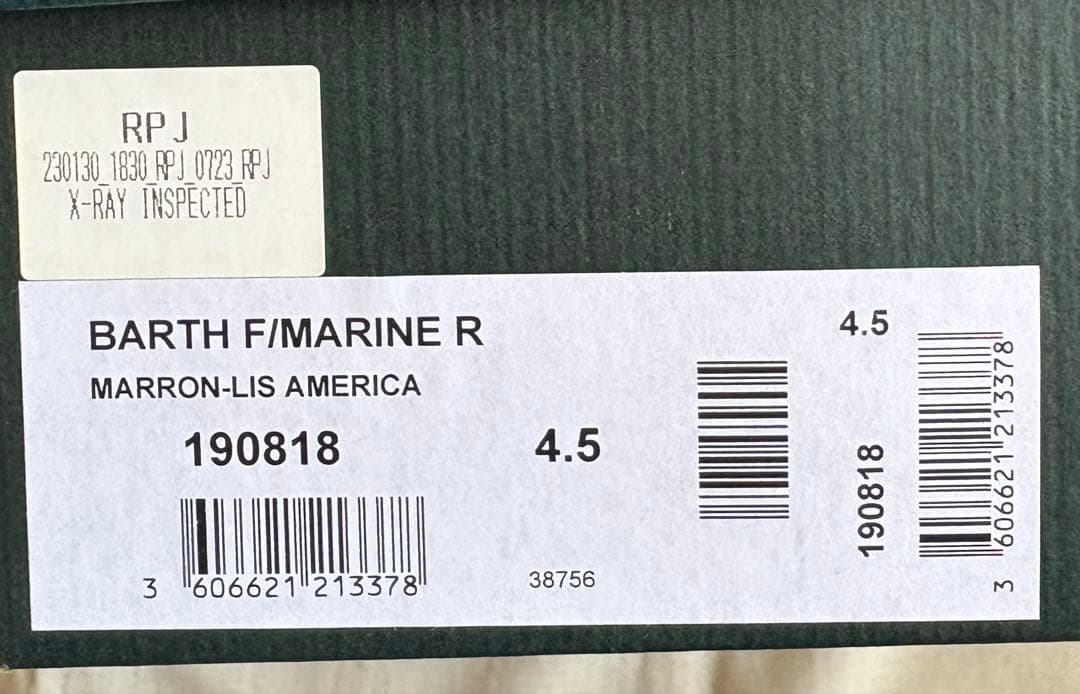 RPJ
230130_1830_RPJ_0723_RPJ
X-RAY INSPECTED
BARTH F/MARINE R
MARRON-LIS AMERICA
190818
4.5
3 606621 213378
38756
4.5
190818
3 606621 213378